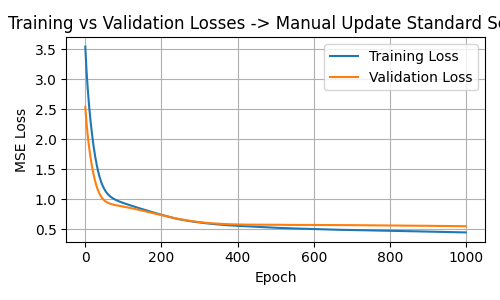 Training vs Validation Losses -> Manual Update Standard
3.5
3.0
2.5
2.0
1.5
1.0
0.5
MSE Loss
Training Loss
Validation Loss
0 200 400 600 800 1000
Epoch